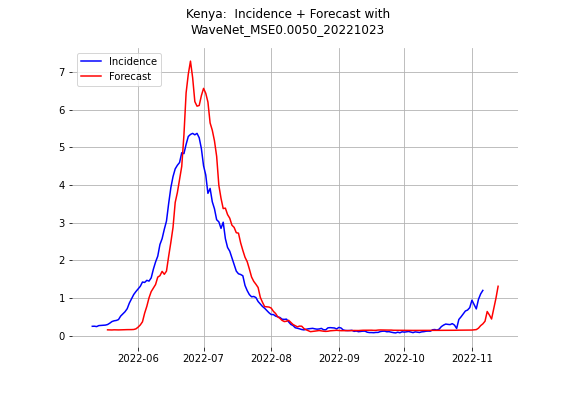 Kenya:  Incidence + Forecast with
WaveNet_MSE0.0050_20221023
Incidence
Forecast
7
6
5
4
3
2
1
0
2022-06 2022-07 2022-08 2022-09 2022-10 2022-11